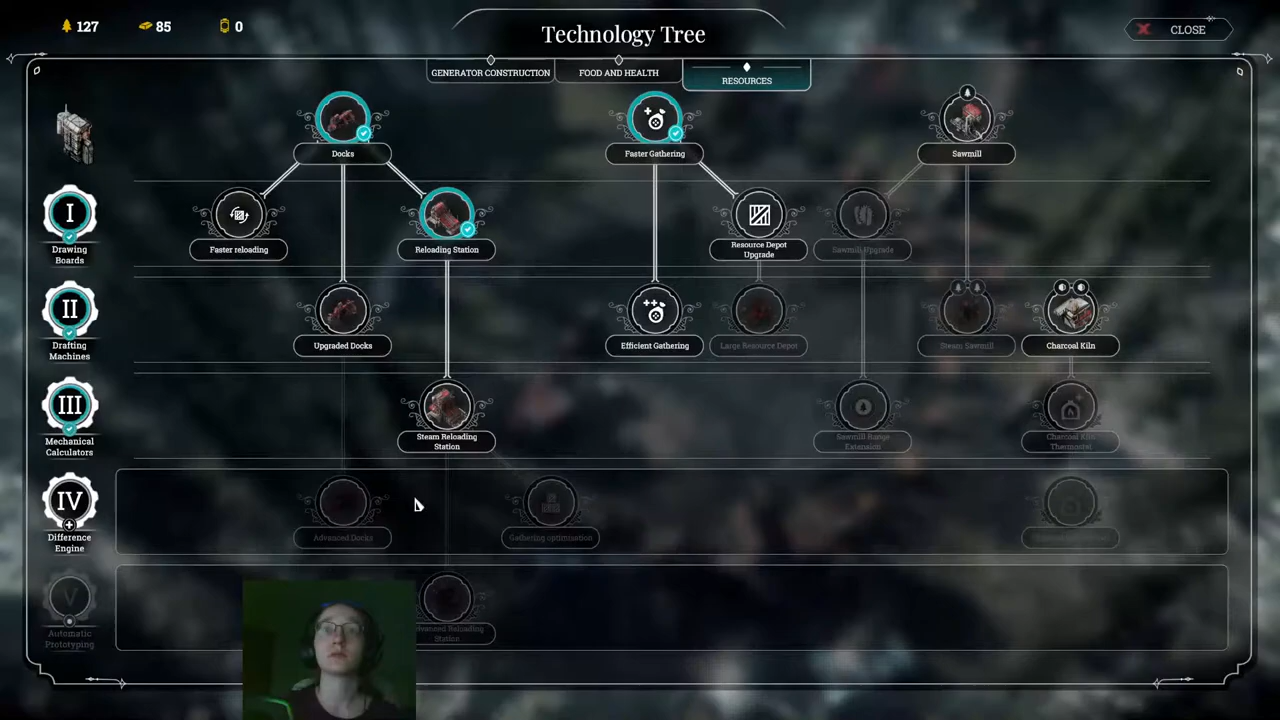 127
85
0
Technology Tree
CLOSE
GENERATOR CONSTRUCTION
FOOD AND HEALTH
RESOURCES
Docks
Faster Gathering
Sawmill
I
Drawing
Boards
Faster reloading
Reloading Station
Resource Depot
Upgrade
Sawmill Upgrade
II
Drafting
Machines
Upgraded Docks
Efficient Gathering
Large Resource Depot
Steam Sawmill
Charcoal Kiln
III
Mechanical
Calculators
Steam Reloading
Station
Sawmill Range
Extension
Charcoal Kiln
Thermostat
IV
Difference
Engine
Advanced Docks
Gathering optimisation
V
Automatic
Prototyping
Advanced Reloading
Station